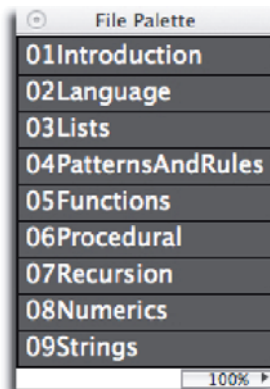 File Palette
01Introduction
02Language
03Lists
04PatternsAndRules
05Functions
06Procedural
07Recursion
08Numerics
09Strings
100%